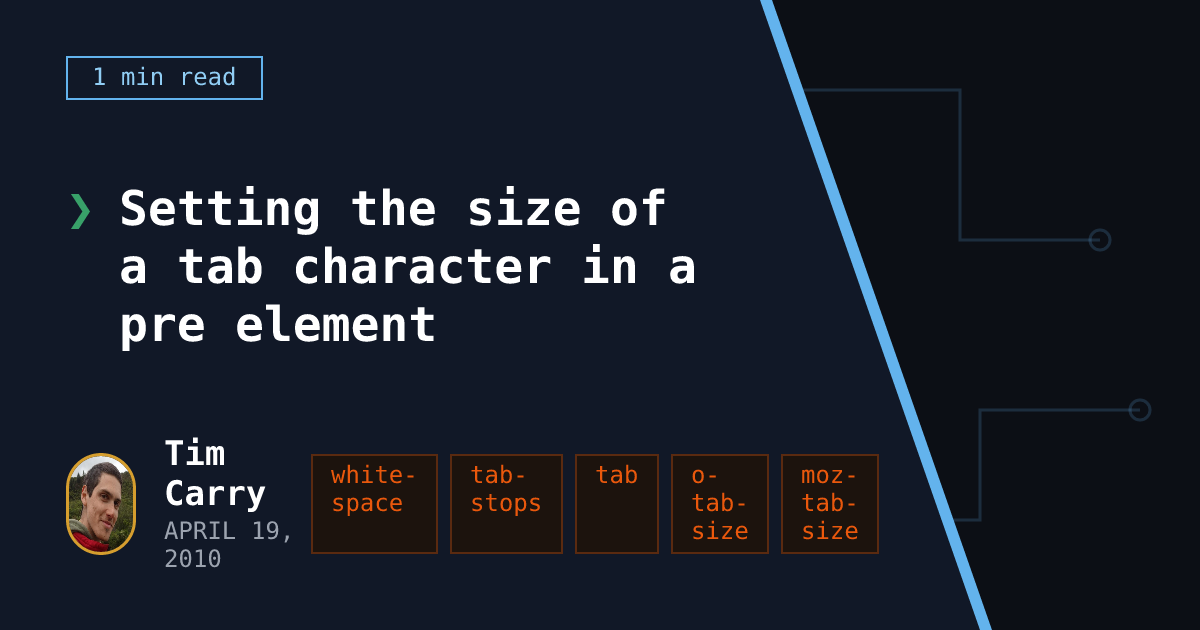 1 min read
❯ Setting the size of
a tab character in a
pre element
Tim
Carry
APRIL 19,
2010
white-
space
tab-
stops
tab
o-
tab-
size
moz-
tab-
size